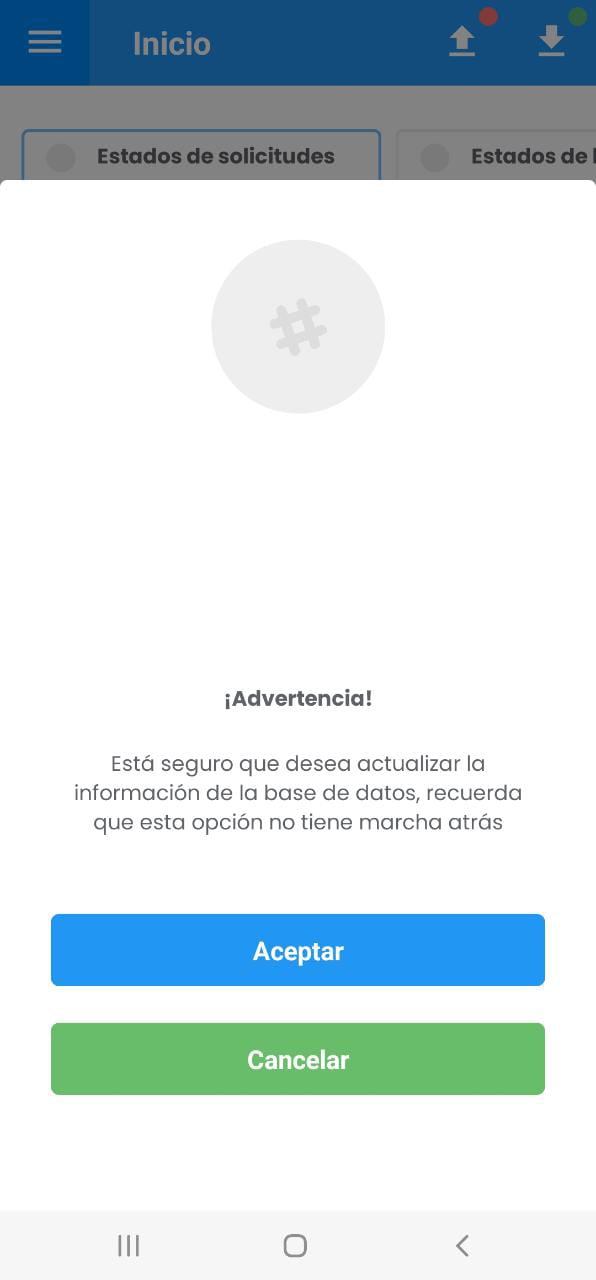 Inicio
Estados de solicitudes
Estados de
#
¡Advertencia!
Está seguro que desea actualizar la
información de la base de datos, recuerda
que esta opción no tiene marcha atrás
Aceptar
Cancelar